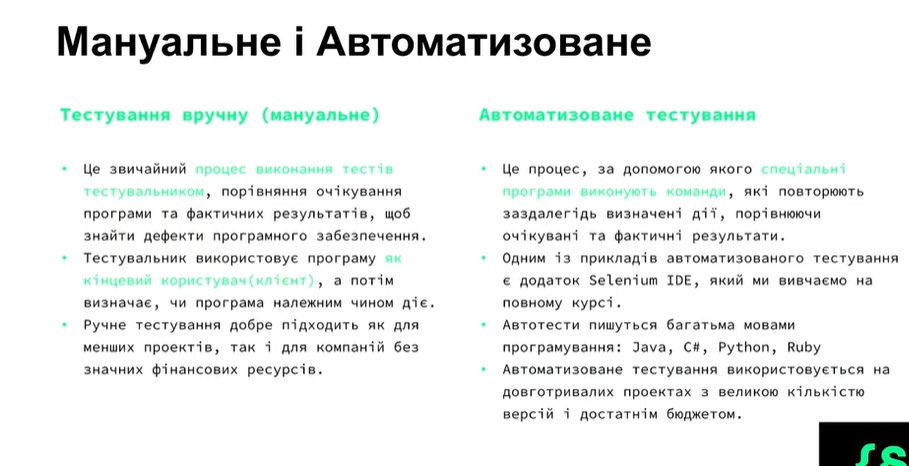 Мануальне і Автоматизоване
Тестування вручну (мануальне)
• Це звичайний процес виконання тестів
тестувальником, порівняння очікування
програми та фактичних результатів, щоб
знайти дефекти програмного забезпечення.
• Тестувальник використовує програму як
кінцевий користувач(клієнт), а потім
визначає, чи програма належним чином діє.
• Ручне тестування добре підходить як для
менших проектів, так і для компаній без
значних фінансових ресурсів.
Автоматизоване тестування
• Це процес, за допомогою якого спеціальні
програми виконують команди, які повторюють
заздалегідь визначені дії, порівнюючи
очікувані та фактичні результати.
• Одним із прикладів автоматизованого тестування
є додаток Selenium IDE, який ми вивчаємо на
повному курсі.
• Автотести пишуться багатьма мовами
програмування: Java, C#, Python, Ruby
• Автоматизоване тестування використовується на
довготривалих проектах з великою кількістю
версій і достатнім бюджетом.